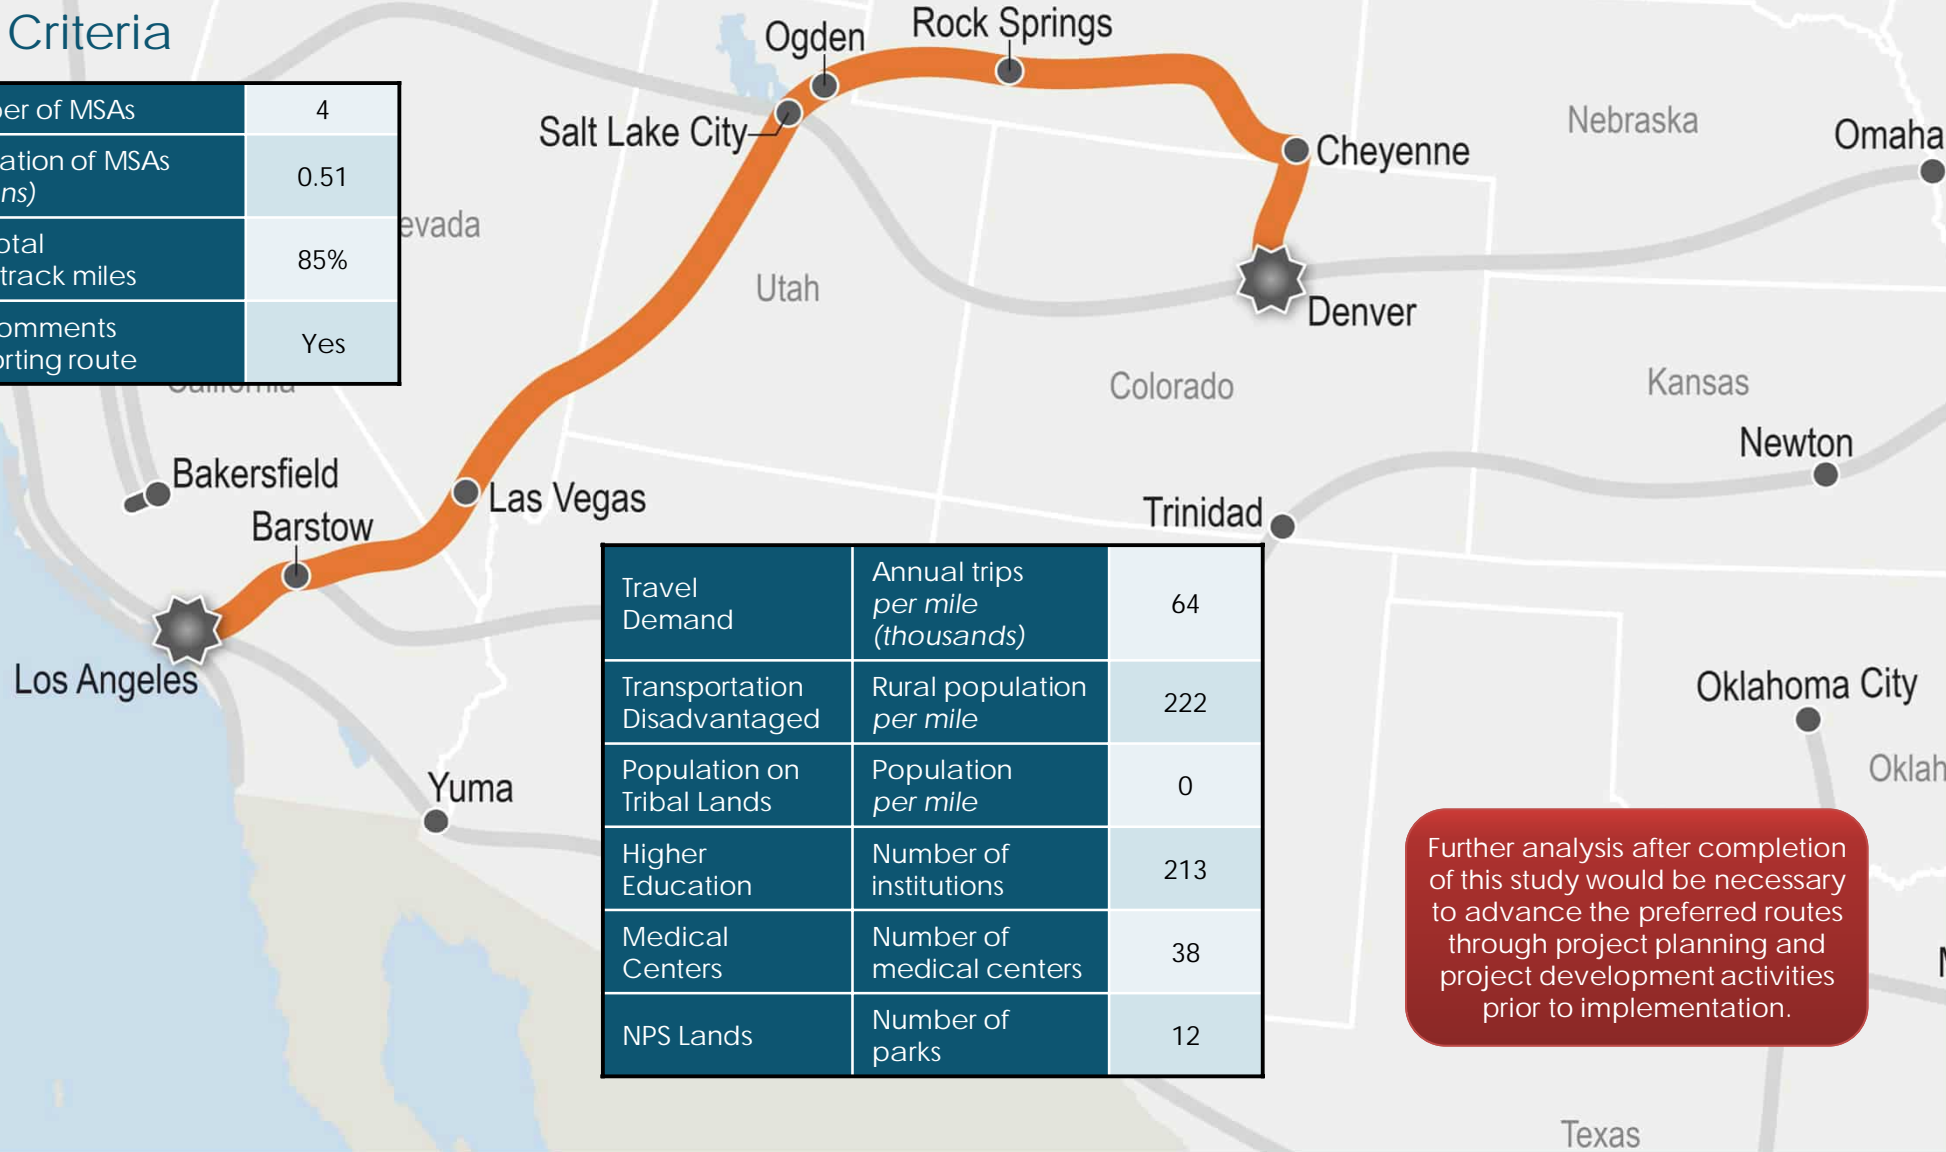 Criteria
er of MSAs
4
ation of MSAs
ns)
0.51
otal
track miles
85%
omments
orting route
Yes
Ogden
Rock Springs
Salt Lake City
Cheyenne
Nebraska
Omaha
evada
Utah
Denver
Colorado
Kansas
California
Newton
Bakersfield
Las Vegas
Trinidad
Barstow
Los Angeles
Yuma
Oklahoma City
Oklah
Travel
Demand
Annual trips
per mile
(thousands)
64
Transportation
Disadvantaged
Rural population
per mile
222
Population on
Tribal Lands
Population
per mile
0
Higher
Education
Number of
institutions
213
Medical
Centers
Number of
medical centers
38
NPS Lands
Number of
parks
12
Further analysis after completion
of this study would be necessary
to advance the preferred routes
through project planning and
project development activities
prior to implementation.
Texas